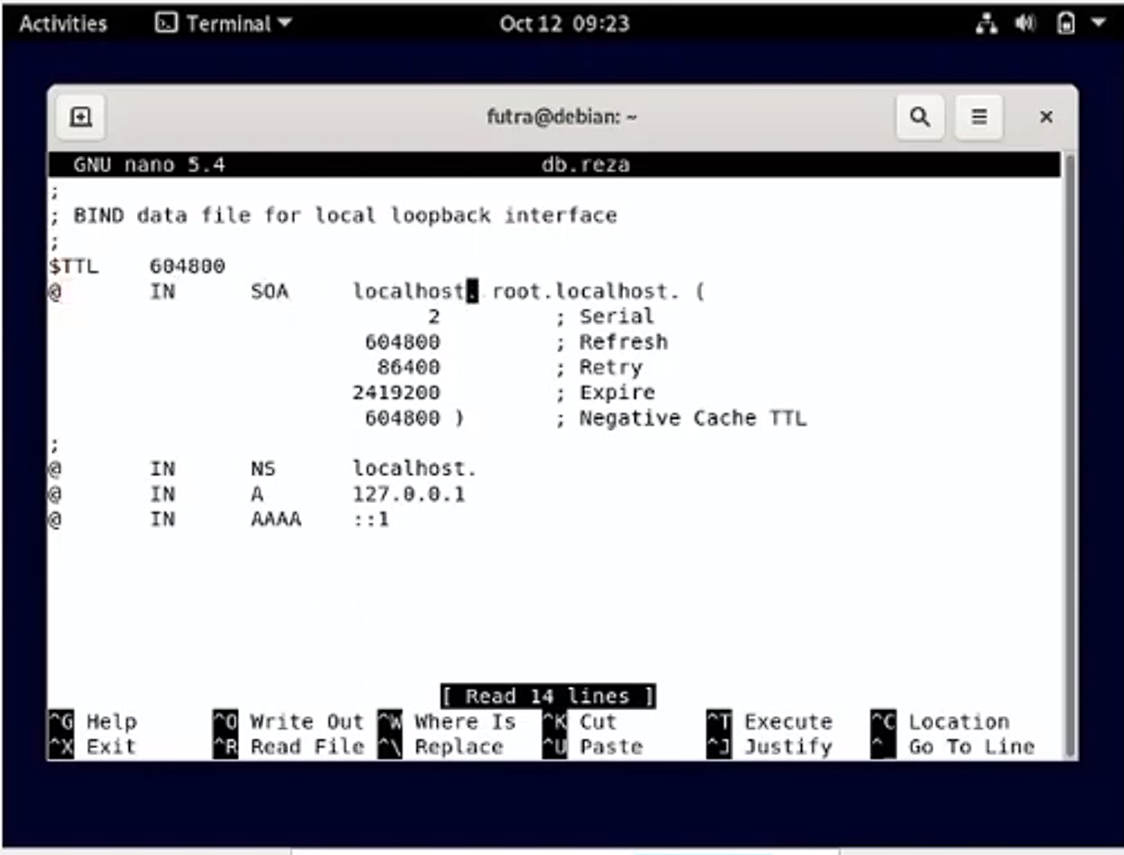 Activities Terminal Oct 12 09:23
futra@debian: ~
GNU nano 5.4 db.reza
;
; BIND data file for local loopback interface
;
$TTL 604800
@ IN SOA localhost. root.localhost. (
2 ; Serial
604800 ; Refresh
86400 ; Retry
2419200 ; Expire
604800 ) ; Negative Cache TTL
;
@ IN NS localhost.
@ IN A 127.0.0.1
@ IN AAAA ::1
[ Read 14 lines ]
^G Help ^O Write Out ^W Where Is ^K Cut ^T Execute ^C Location
^X Exit ^R Read File ^\ Replace ^U Paste ^J Justify ^_ Go To Line